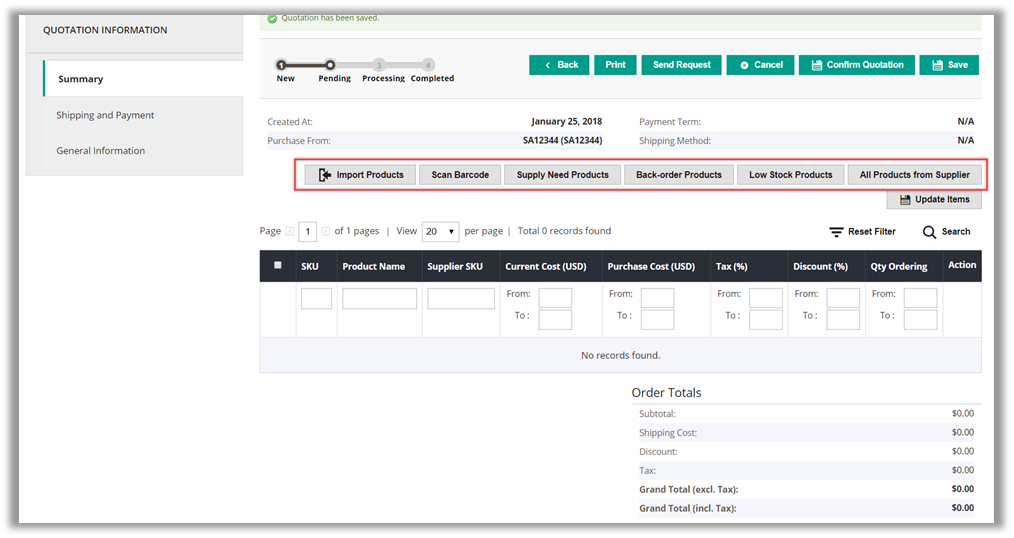 Quotation has been saved.
QUOTATION INFORMATION
Summary
Shipping and Payment
General Information
1 2 3 4
New Pending Processing Completed
Back Print Send Request Cancel Confirm Quotation Save
Created At: January 25, 2018 Payment Term: N/A
Purchase From: SA12344 (SA12344) Shipping Method: N/A
Import Products Scan Barcode Supply Need Products Back-order Products Low Stock Products All Products from Supplier
Update Items
Page 1 of 1 pages | View 20 per page | Total 0 records found Reset Filter Search
SKU Product Name Supplier SKU Current Cost (USD) Purchase Cost (USD) Tax (%) Discount (%) Qty Ordering Action
From: From: From: From: From:
To : To : To : To : To :
No records found.
Order Totals
Subtotal: $0.00
Shipping Cost: $0.00
Discount: $0.00
Tax: $0.00
Grand Total (excl. Tax): $0.00
Grand Total (incl. Tax): $0.00